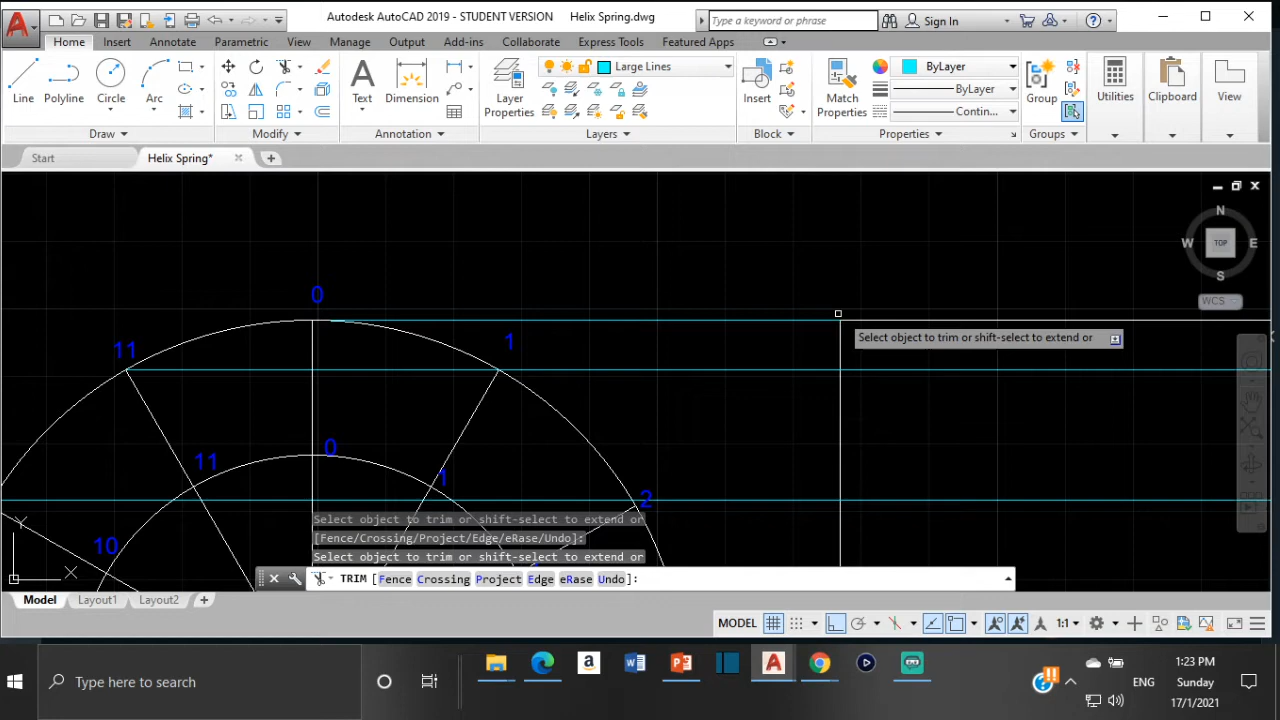 Autodesk AutoCAD 2019 - STUDENT VERSION Helix Spring.dwg
Type a keyword or phrase
Sign In
Home Insert Annotate Parametric View Manage Output Add-ins Collaborate Express Tools Featured Apps
Large Lines
ByLayer
ByLayer
Contin...
Line Polyline Circle Arc
Text Dimension
Layer Properties
Insert
Match Properties
Group
Utilities
Clipboard
View
Draw Modify Annotation Layers Block Properties Groups
Start Helix Spring*
N
W TOP E
S
WCS
0
11
1
0
11
1
2
10
Select object to trim or shift-select to extend or
Select object to trim or shift-select to extend or
[Fence/Crossing/Project/Edge/eRase/Undo]:
Select object to trim or shift-select to extend or
Y
X
TRIM [Fence Crossing Project Edge eRase Undo]:
Model Layout1 Layout2
MODEL 1:1
Type here to search
ENG
1:23 PM
Sunday
17/1/2021